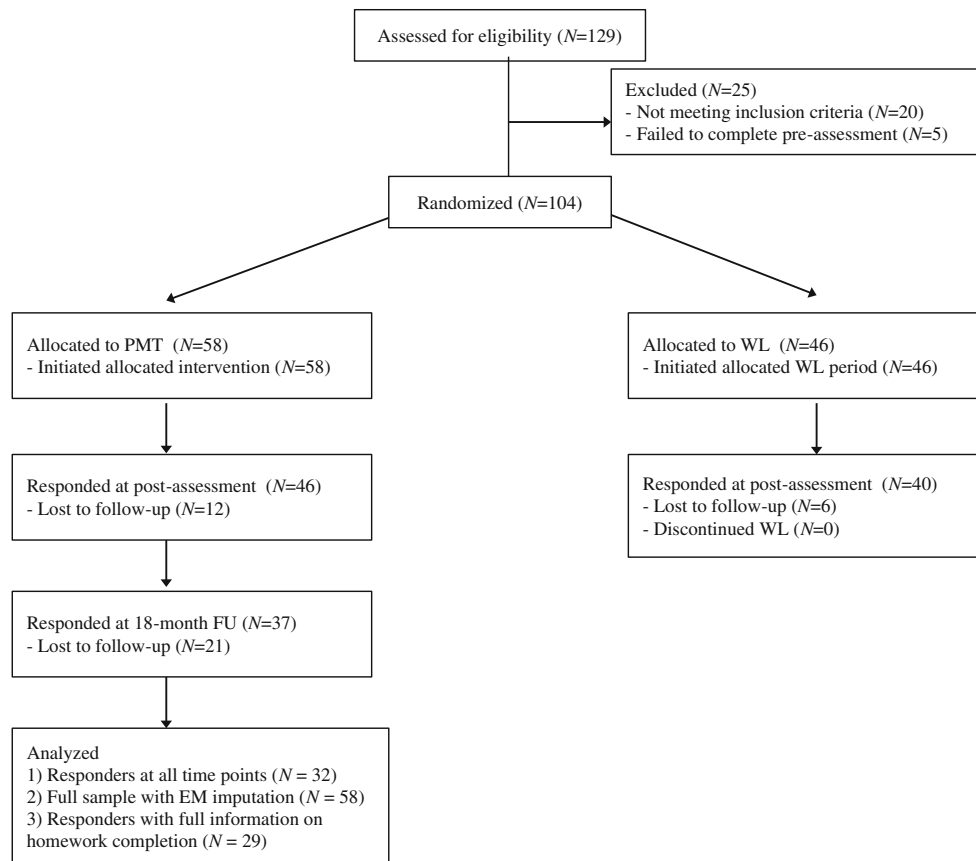 Assessed for eligibility (N=129)
Excluded (N=25)
- Not meeting inclusion criteria (N=20)
- Failed to complete pre-assessment (N=5)
Randomized (N=104)
Allocated to PMT (N=58)
- Initiated allocated intervention (N=58)
Allocated to WL (N=46)
- Initiated allocated WL period (N=46)
Responded at post-assessment (N=46)
- Lost to follow-up (N=12)
Responded at post-assessment (N=40)
- Lost to follow-up (N=6)
- Discontinued WL (N=0)
Responded at 18-month FU (N=37)
- Lost to follow-up (N=21)
Analyzed
1) Responders at all time points (N = 32)
2) Full sample with EM imputation (N = 58)
3) Responders with full information on
homework completion (N = 29)